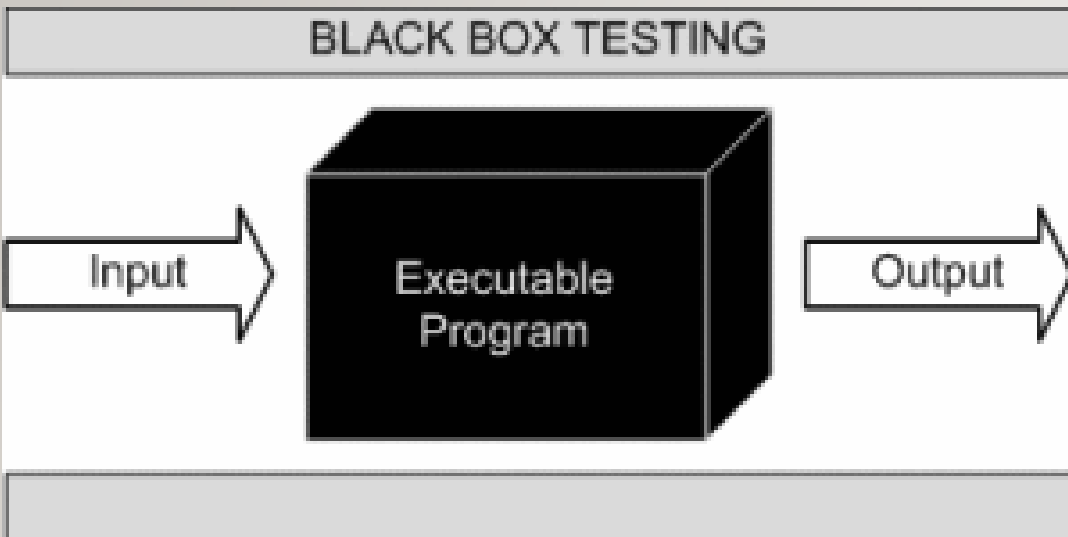 BLACK BOX TESTING
Input
Executable
Program
Output